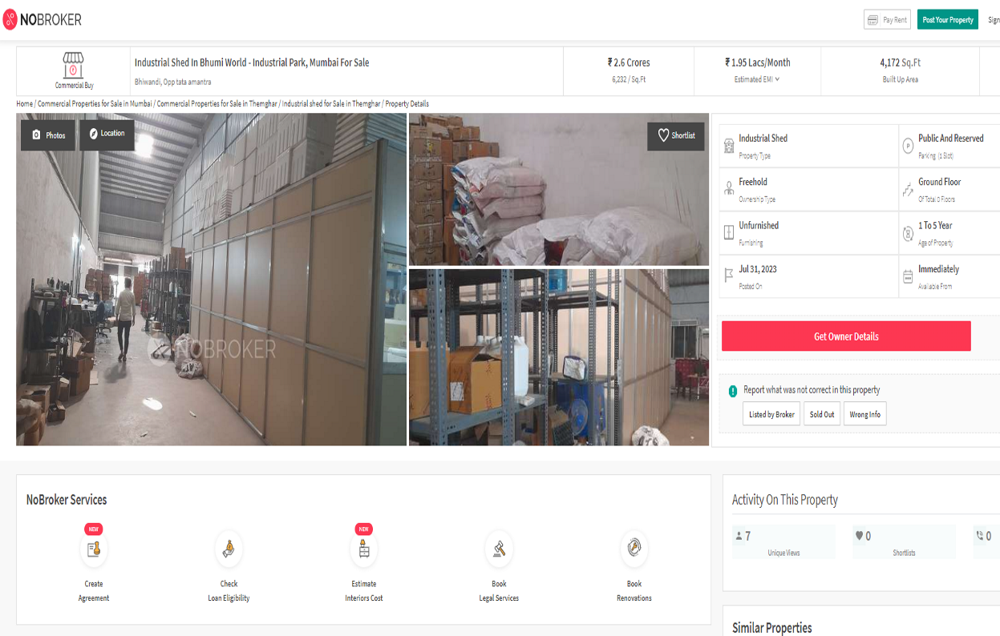 NOBROKER
Pay Rent
Post Your Property
Sign
Commercial Buy
Industrial Shed In Bhumi World - Industrial Park, Mumbai For Sale
Bhiwandi, Opp tata amantra
₹ 2.6 Crores
6,232 / Sq.Ft
₹ 1.95 Lacs/Month
Estimated EMI
4,172 Sq.Ft
Built Up Area
Home / Commercial Properties for Sale in Mumbai / Commercial Properties for Sale in Themghar / Industrial shed for Sale in Themghar / Property Details
Photos
Location
Shortlist
NOBROKER
Industrial Shed
Property Type
Public And Reserved
Parking (1 Slot)
Freehold
Ownership Type
Ground Floor
Of Total 0 Floors
Unfurnished
Furnishing
1 To 5 Year
Age of Property
Jul 31, 2023
Posted On
Immediately
Available From
Get Owner Details
Report what was not correct in this property
Listed by Broker
Sold Out
Wrong Info
NoBroker Services
NEW
Create
Agreement
Check
Loan Eligibility
NEW
Estimate
Interiors Cost
Book
Legal Services
Book
Renovations
Activity On This Property
7
Unique Views
0
Shortlists
0
Similar Properties